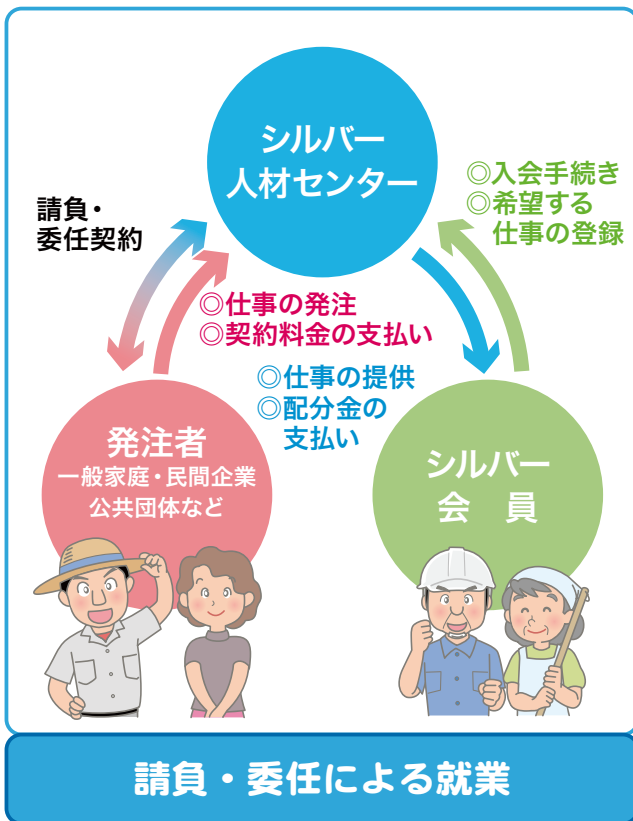 シルバー
人材センター
請負・
委任契約
◎入会手続き
◎希望する
仕事の登録
◎仕事の発注
◎契約料金の支払い
◎仕事の提供
◎配分金の
支払い
発注者
一般家庭・民間企業
公共団体など
シルバー
会　員
請負・委任による就業